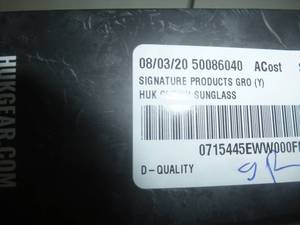 HUKGEAR.COM
08/03/20 50086040 ACost
SIGNATURE PRODUCTS GRO (Y)
HUK SUNGLASS
0715445EWW000F
D-QUALITY